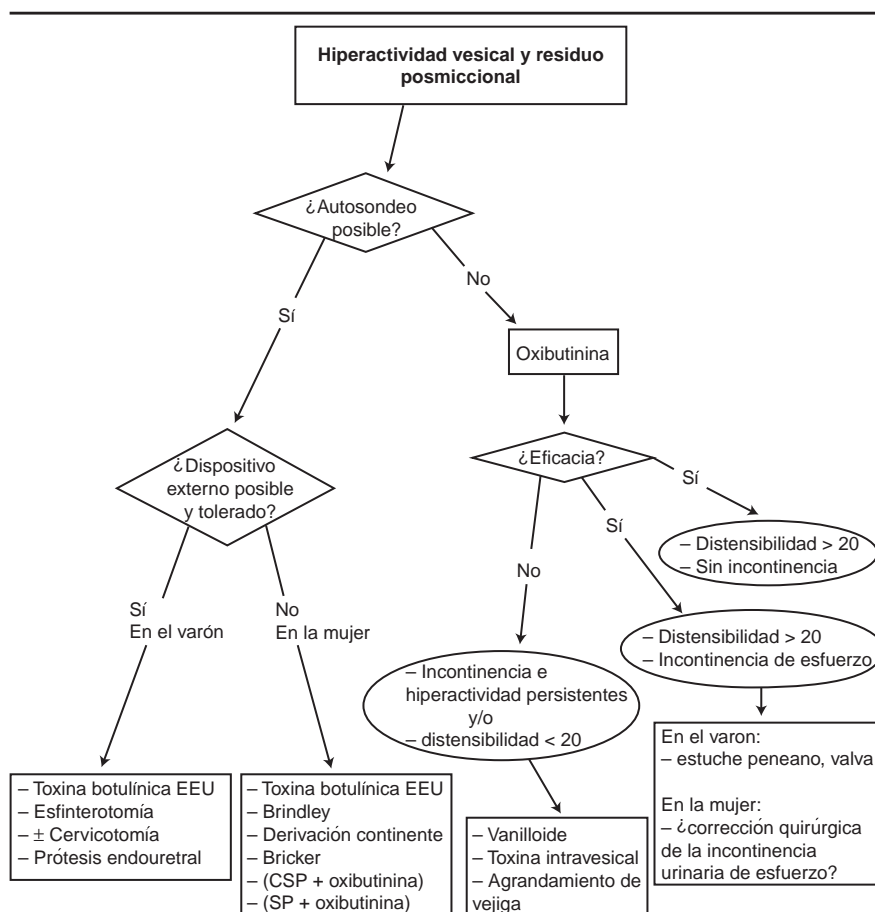 Hiperactividad vesical y residuo
posmiccional
¿Autosondeo
posible?
Sí
No
Oxibutinina
¿Dispositivo
externo posible
y tolerado?
¿Eficacia?
Sí
Sí
No
– Distensibilidad > 20
– Sin incontinencia
Sí
En el varón
No
En la mujer
– Distensibilidad > 20
– Incontinencia de esfuerzo
– Incontinencia e
hiperactividad persistentes
y/o
– distensibilidad < 20
– Toxina botulínica EEU
– Esfinterotomía
– ± Cervicotomía
– Prótesis endouretral
– Toxina botulínica EEU
– Brindley
– Derivación continente
– Bricker
– (CSP + oxibutinina)
– (SP + oxibutinina)
– Vanilloide
– Toxina intravesical
– Agrandamiento de
vejiga
En el varon:
– estuche peneano, valva
En la mujer:
– ¿corrección quirúrgica
de la incontinencia
urinaria de esfuerzo?